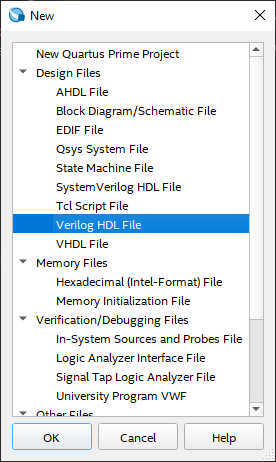 New
New Quartus Prime Project
Design Files
AHDL File
Block Diagram/Schematic File
EDIF File
Qsys System File
State Machine File
SystemVerilog HDL File
Tcl Script File
Verilog HDL File
VHDL File
Memory Files
Hexadecimal (Intel-Format) File
Memory Initialization File
Verification/Debugging Files
In-System Sources and Probes File
Logic Analyzer Interface File
Signal Tap Logic Analyzer File
University Program VWF
Other Files
OK Cancel Help